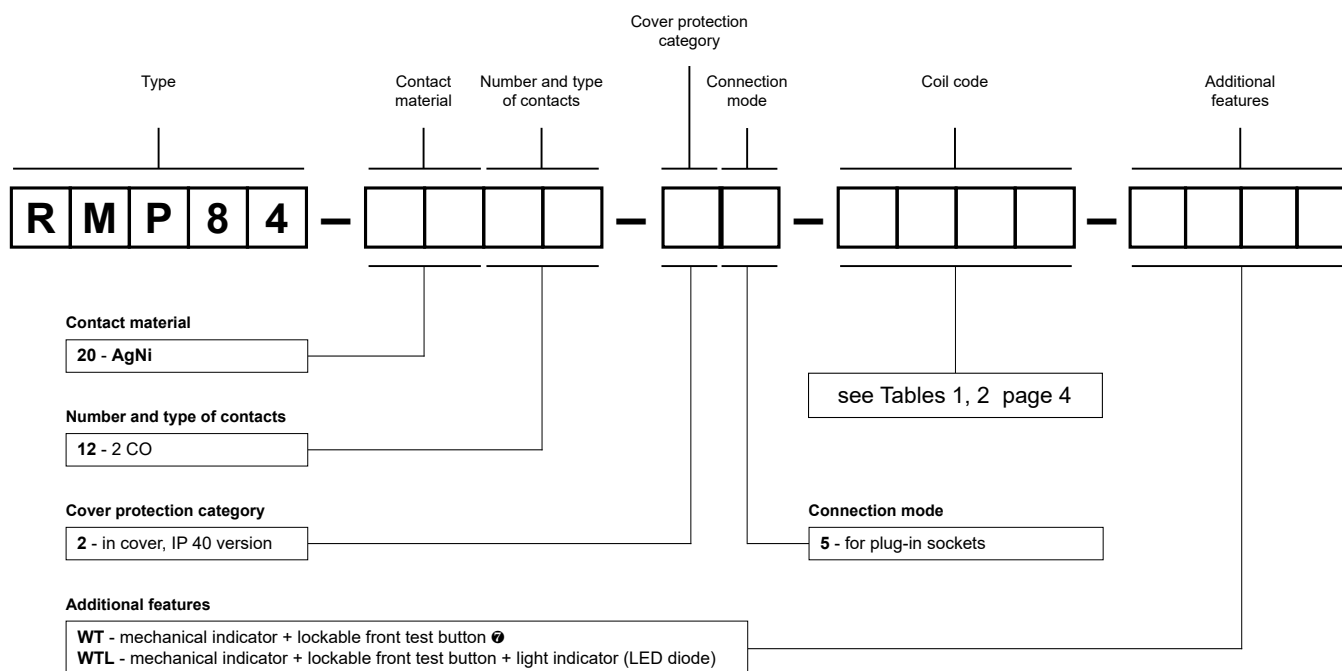 Cover protection
category
Type
Contact
material
Number and type
of contacts
Connection
mode
Coil code
Additional
features
R M P 8 4 – – – –
Contact material
20 - AgNi
see Tables 1, 2 page 4
Number and type of contacts
12 - 2 CO
Cover protection category
2 - in cover, IP 40 version
Connection mode
5 - for plug-in sockets
Additional features
WT - mechanical indicator + lockable front test button ❼
WTL - mechanical indicator + lockable front test button + light indicator (LED diode)